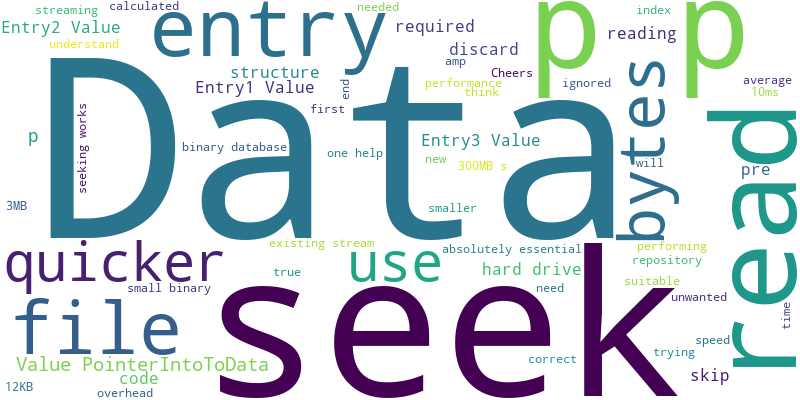 streaming
calculated
needed
index
Entry2 Value
entry
required
p p
understand
discard
reading
structure
amp
Cheers
average
Entry1 Value
performance
ignored
10ms
end
think
first
Data
seeking works
bytes
read
p
binary database
one help
Entry3 Value
new
300MB s
will
pre
3MB
smaller
quicker
existing stream
absolutely essential
performing
use
hard drive
repository
true
small binary
need
suitable
unwanted
file
seek
time
speed
correct
trying
Value PointerIntoToData
code
skip
12KB
overhead